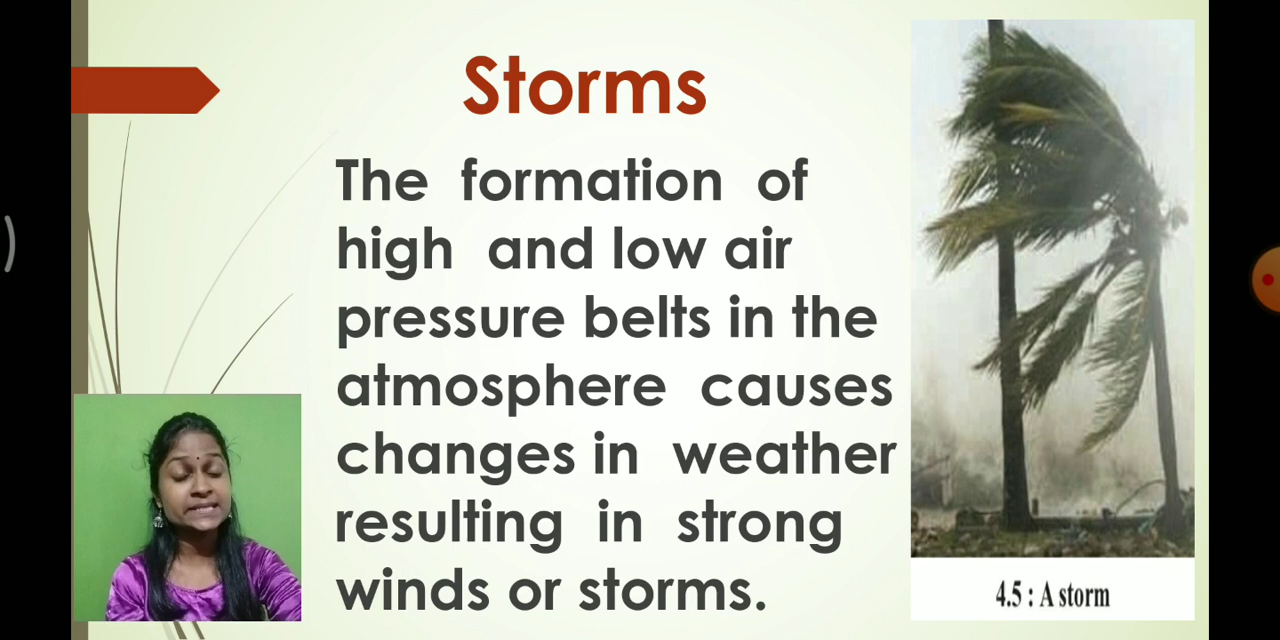 Storms
The formation of
high and low air
pressure belts in the
atmosphere causes
changes in weather
resulting in strong
winds or storms.
4.5 : A storm